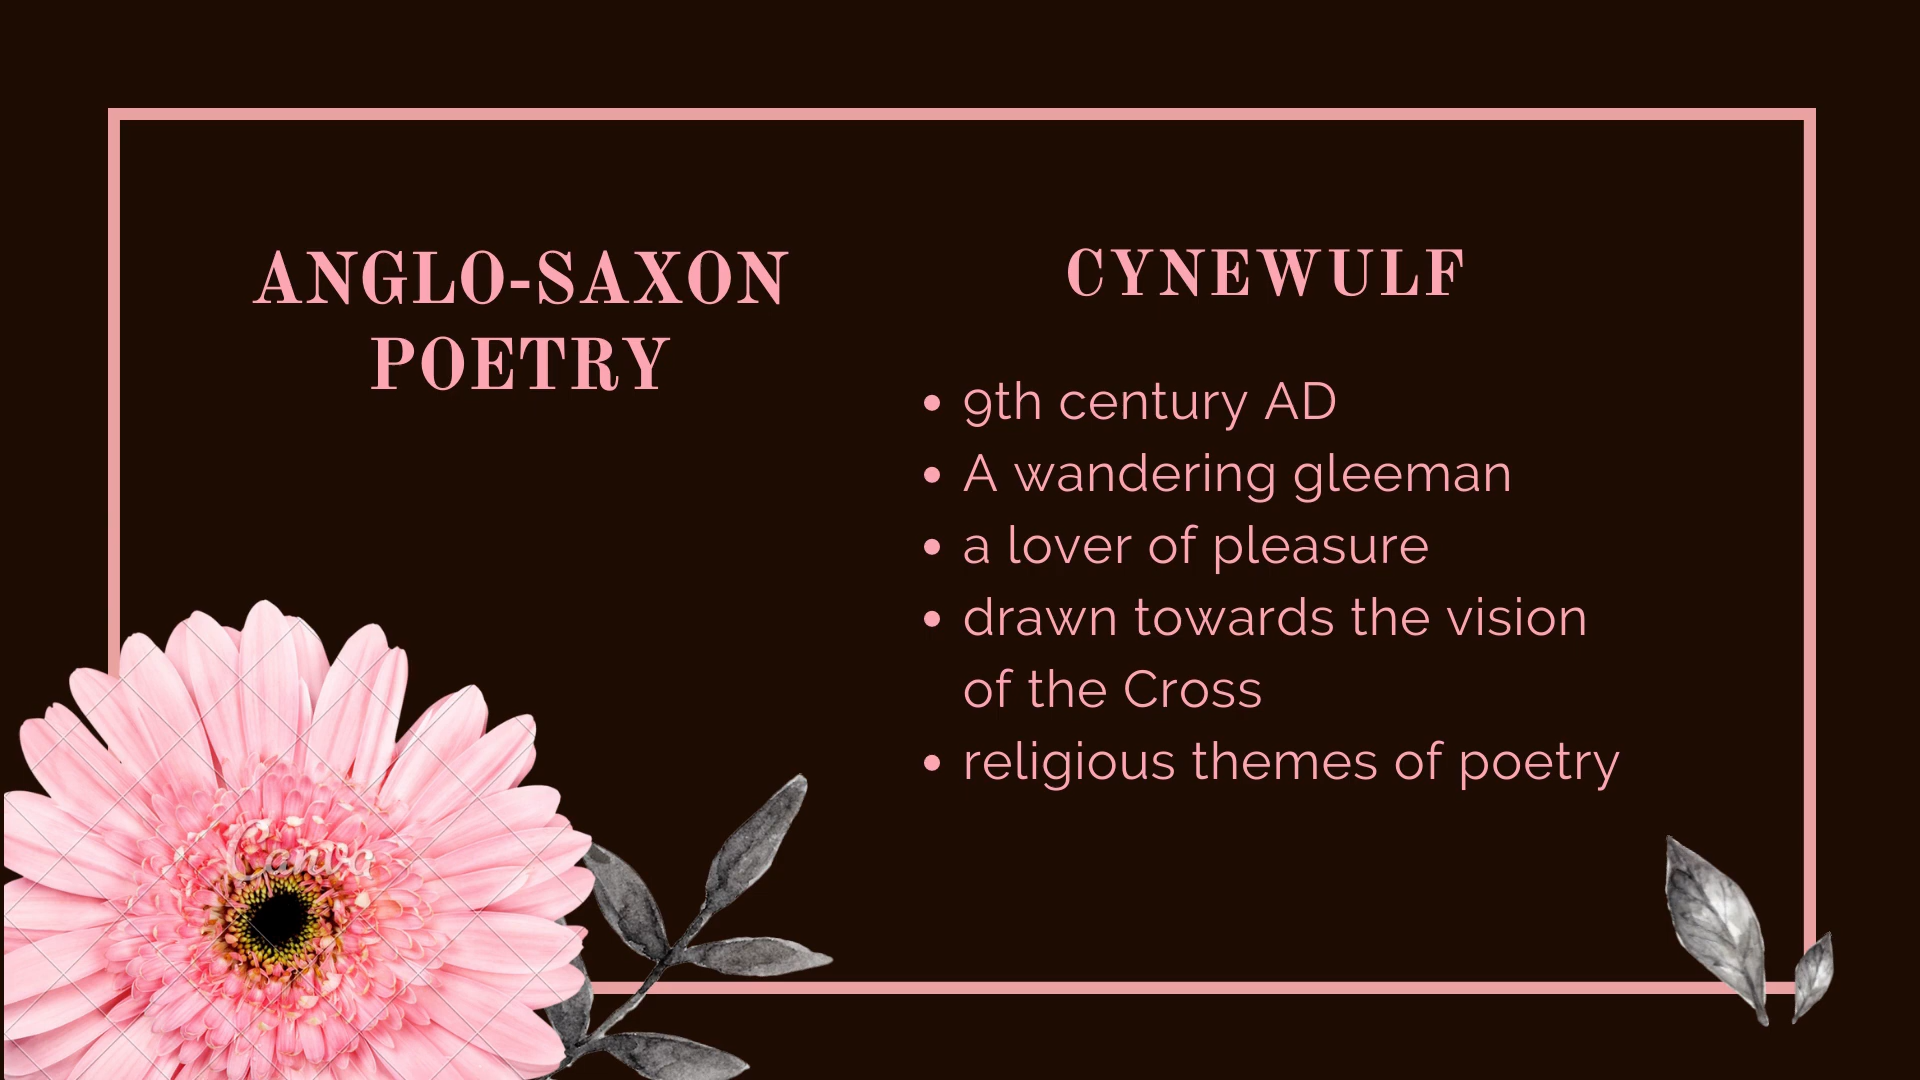 ANGLO-SAXON
POETRY
CYNEWULF
• 9th century AD
• A wandering gleeman
• a lover of pleasure
• drawn towards the vision
of the Cross
• religious themes of poetry
Canva